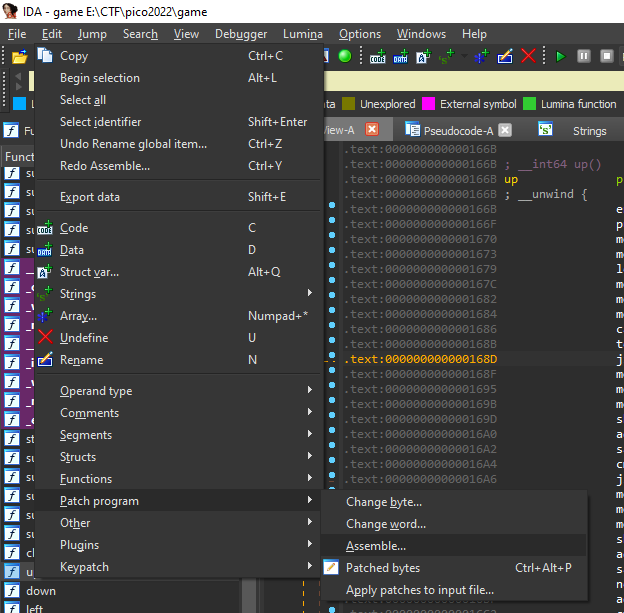 IDA - game E:\CTF\pico2022\game
File Edit Jump Search View Debugger Lumina Options Windows Help
Unexplored External symbol Lumina function
Pseudocode-A Strings
Copy Ctrl+C
Begin selection Alt+L
Select all
Select identifier Shift+Enter
Undo Rename global item... Ctrl+Z
Redo Assemble... Ctrl+Y
Export data Shift+E
Code C
Data D
Struct var... Alt+Q
Strings
Array... Numpad+*
Undefine U
Rename N
Operand type
Comments
Segments
Structs
Functions
Patch program
Other
Plugins
Keypatch
Change byte...
Change word...
Assemble...
Patched bytes Ctrl+Alt+P
Apply patches to input file...
.text:000000000000166B
.text:000000000000166B ; __int64 up()
.text:000000000000166B up
.text:000000000000166B ; __unwind {
.text:000000000000166B
.text:000000000000166F
.text:0000000000001670
.text:0000000000001673
.text:0000000000001679
.text:000000000000167C
.text:0000000000001682
.text:0000000000001684
.text:0000000000001686
.text:000000000000168B
.text:000000000000168D
.text:000000000000168F
.text:0000000000001695
.text:000000000000169B
.text:000000000000169D
.text:00000000000016A0
.text:00000000000016A2
.text:00000000000016A4
.text:00000000000016A6
down
left